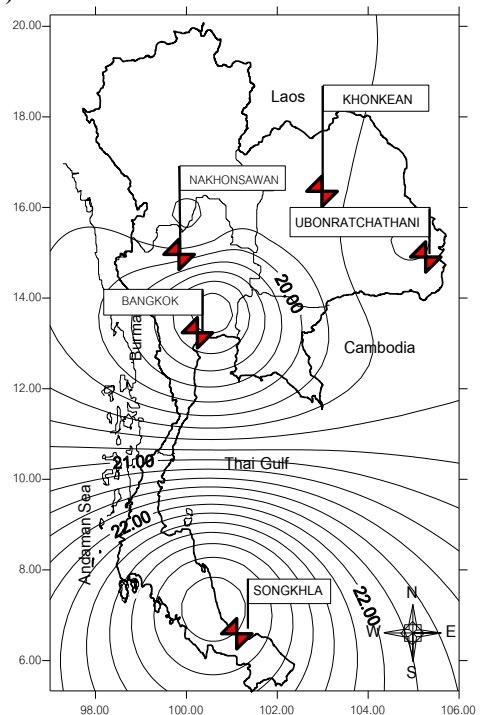 )
20.00
18.00
16.00
14.00
12.00
10.00
8.00
6.00
98.00
100.00
102.00
104.00
106.00
Laos
KHONKEAN
NAKHONSAWAN
UBONRATCHATHANI
20.00
BANGKOK
Burma
Cambodia
21.00
Thai Gulf
22.00
Andaman Sea
SONGKHLA
22.00
N
W
E
S